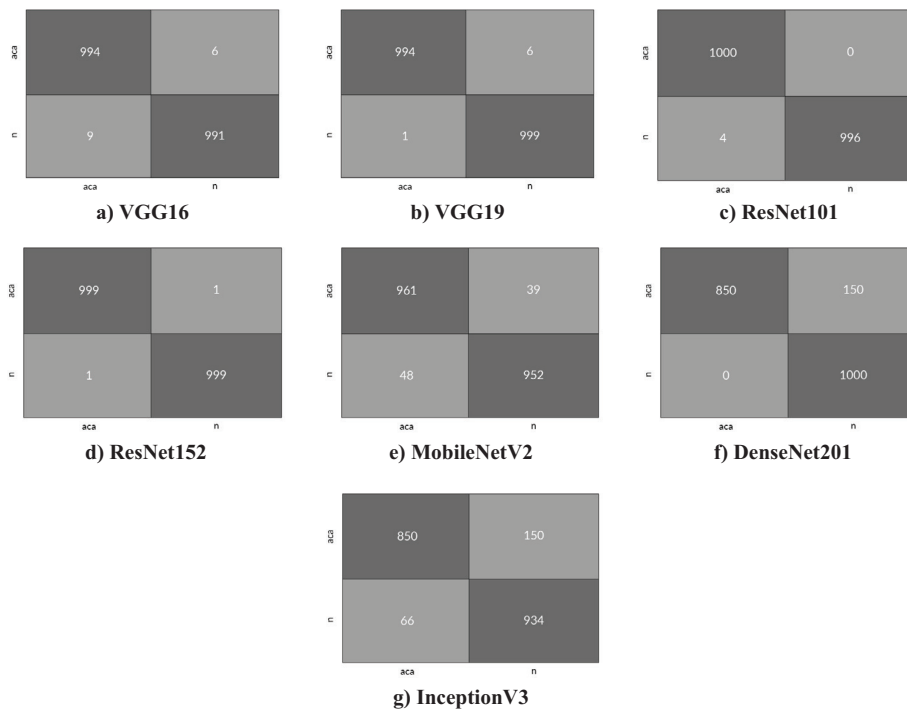 aca 994 6
n 9 991
aca n
a) VGG16
aca 994 6
n 1 999
aca n
b) VGG19
aca 1000 0
n 4 996
aca n
c) ResNet101
aca 999 1
n 1 999
aca n
d) ResNet152
aca 961 39
n 48 952
aca n
e) MobileNetV2
aca 850 150
n 0 1000
aca n
f) DenseNet201
aca 850 150
n 66 934
aca n
g) InceptionV3